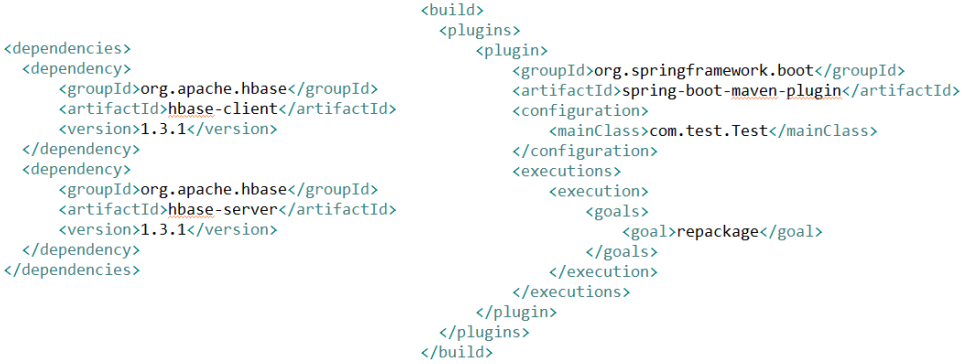 <dependencies>
  <dependency>
      <groupId>org.apache.hbase</groupId>
      <artifactId>hbase-client</artifactId>
      <version>1.3.1</version>
  </dependency>
  <dependency>
      <groupId>org.apache.hbase</groupId>
      <artifactId>hbase-server</artifactId>
      <version>1.3.1</version>
  </dependency>
</dependencies>
<build>
  <plugins>
      <plugin>
          <groupId>org.springframework.boot</groupId>
          <artifactId>spring-boot-maven-plugin</artifactId>
          <configuration>
              <mainClass>com.test.Test</mainClass>
          </configuration>
          <executions>
              <execution>
                  <goals>
                      <goal>repackage</goal>
                  </goals>
              </execution>
          </executions>
      </plugin>
  </plugins>
</build>